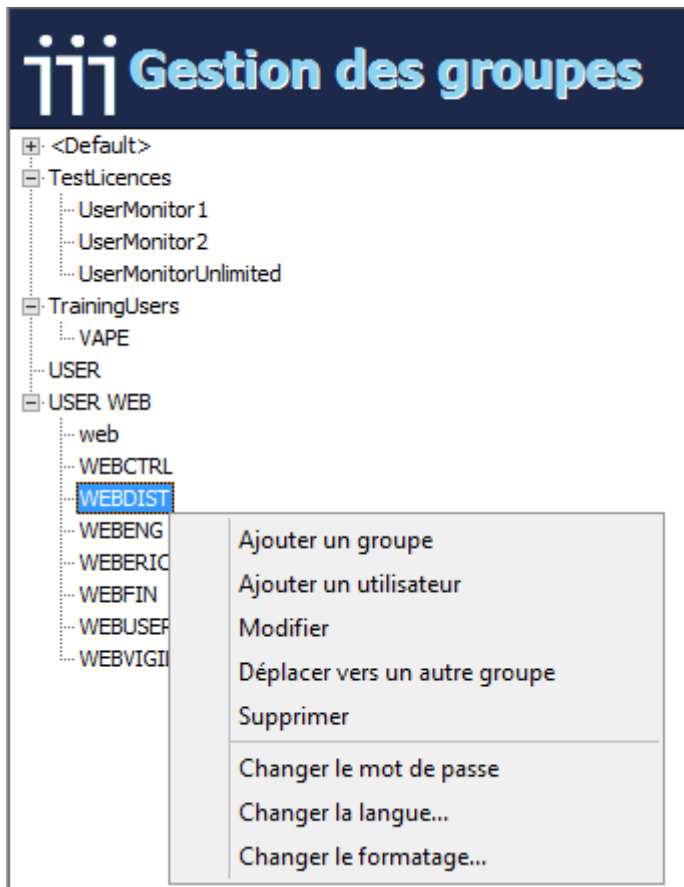 Gestion des groupes
<Default>
TestLicences
UserMonitor1
UserMonitor2
UserMonitorUnlimited
TrainingUsers
VAPE
USER
USER WEB
web
WEBCTRL
WEBDIST
WEBENG
WEBERIC
WEBFIN
WEBUSER
Ajouter un groupe
Ajouter un utilisateur
Modifier
Déplacer vers un autre groupe
Supprimer
Changer le mot de passe
Changer la langue...
Changer le formatage...